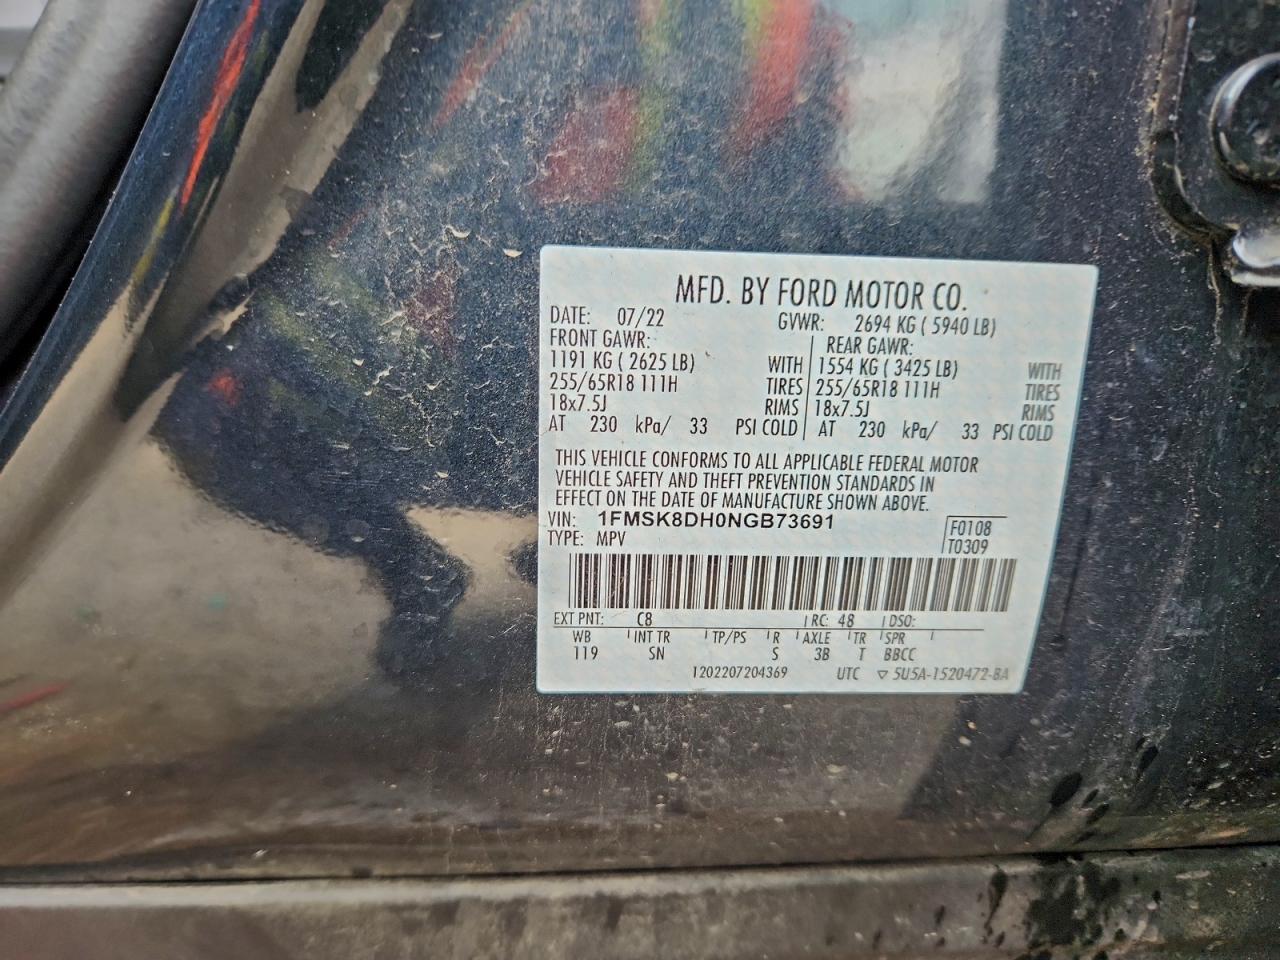 MFD. BY FORD MOTOR CO.
DATE: 07/22 GVWR: 2694 KG ( 5940 LB)
FRONT GAWR: REAR GAWR:
1191 KG ( 2625 LB) WITH 1554 KG ( 3425 LB) WITH
255/65R18 111H TIRES 255/65R18 111H TIRES
18x7.5J RIMS 18x7.5J RIMS
AT 230 kPa/ 33 PSI COLD AT 230 kPa/ 33 PSI COLD
THIS VEHICLE CONFORMS TO ALL APPLICABLE FEDERAL MOTOR
VEHICLE SAFETY AND THEFT PREVENTION STANDARDS IN
EFFECT ON THE DATE OF MANUFACTURE SHOWN ABOVE.
VIN: 1FMSK8DH0NGB73691 F0108
TYPE: MPV T0309
EXT PNT: C8 RC: 48 DSO:
WB INT TR TP/PS R AXLE TR SPR
119 SN S 3B T BBCC
1202207204369 UTC ▽ 5U5A-1520472-BA